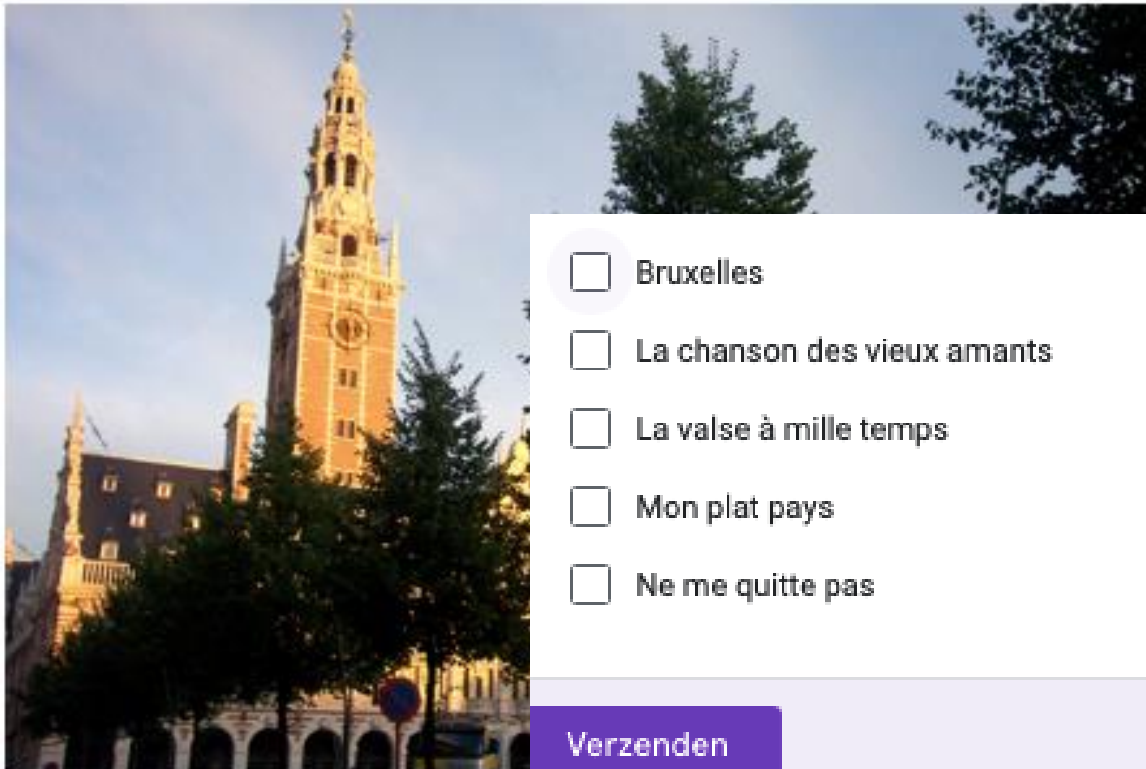 Bruxelles
La chanson des vieux amants
La valse à mille temps
Mon plat pays
Ne me quitte pas
Verzenden